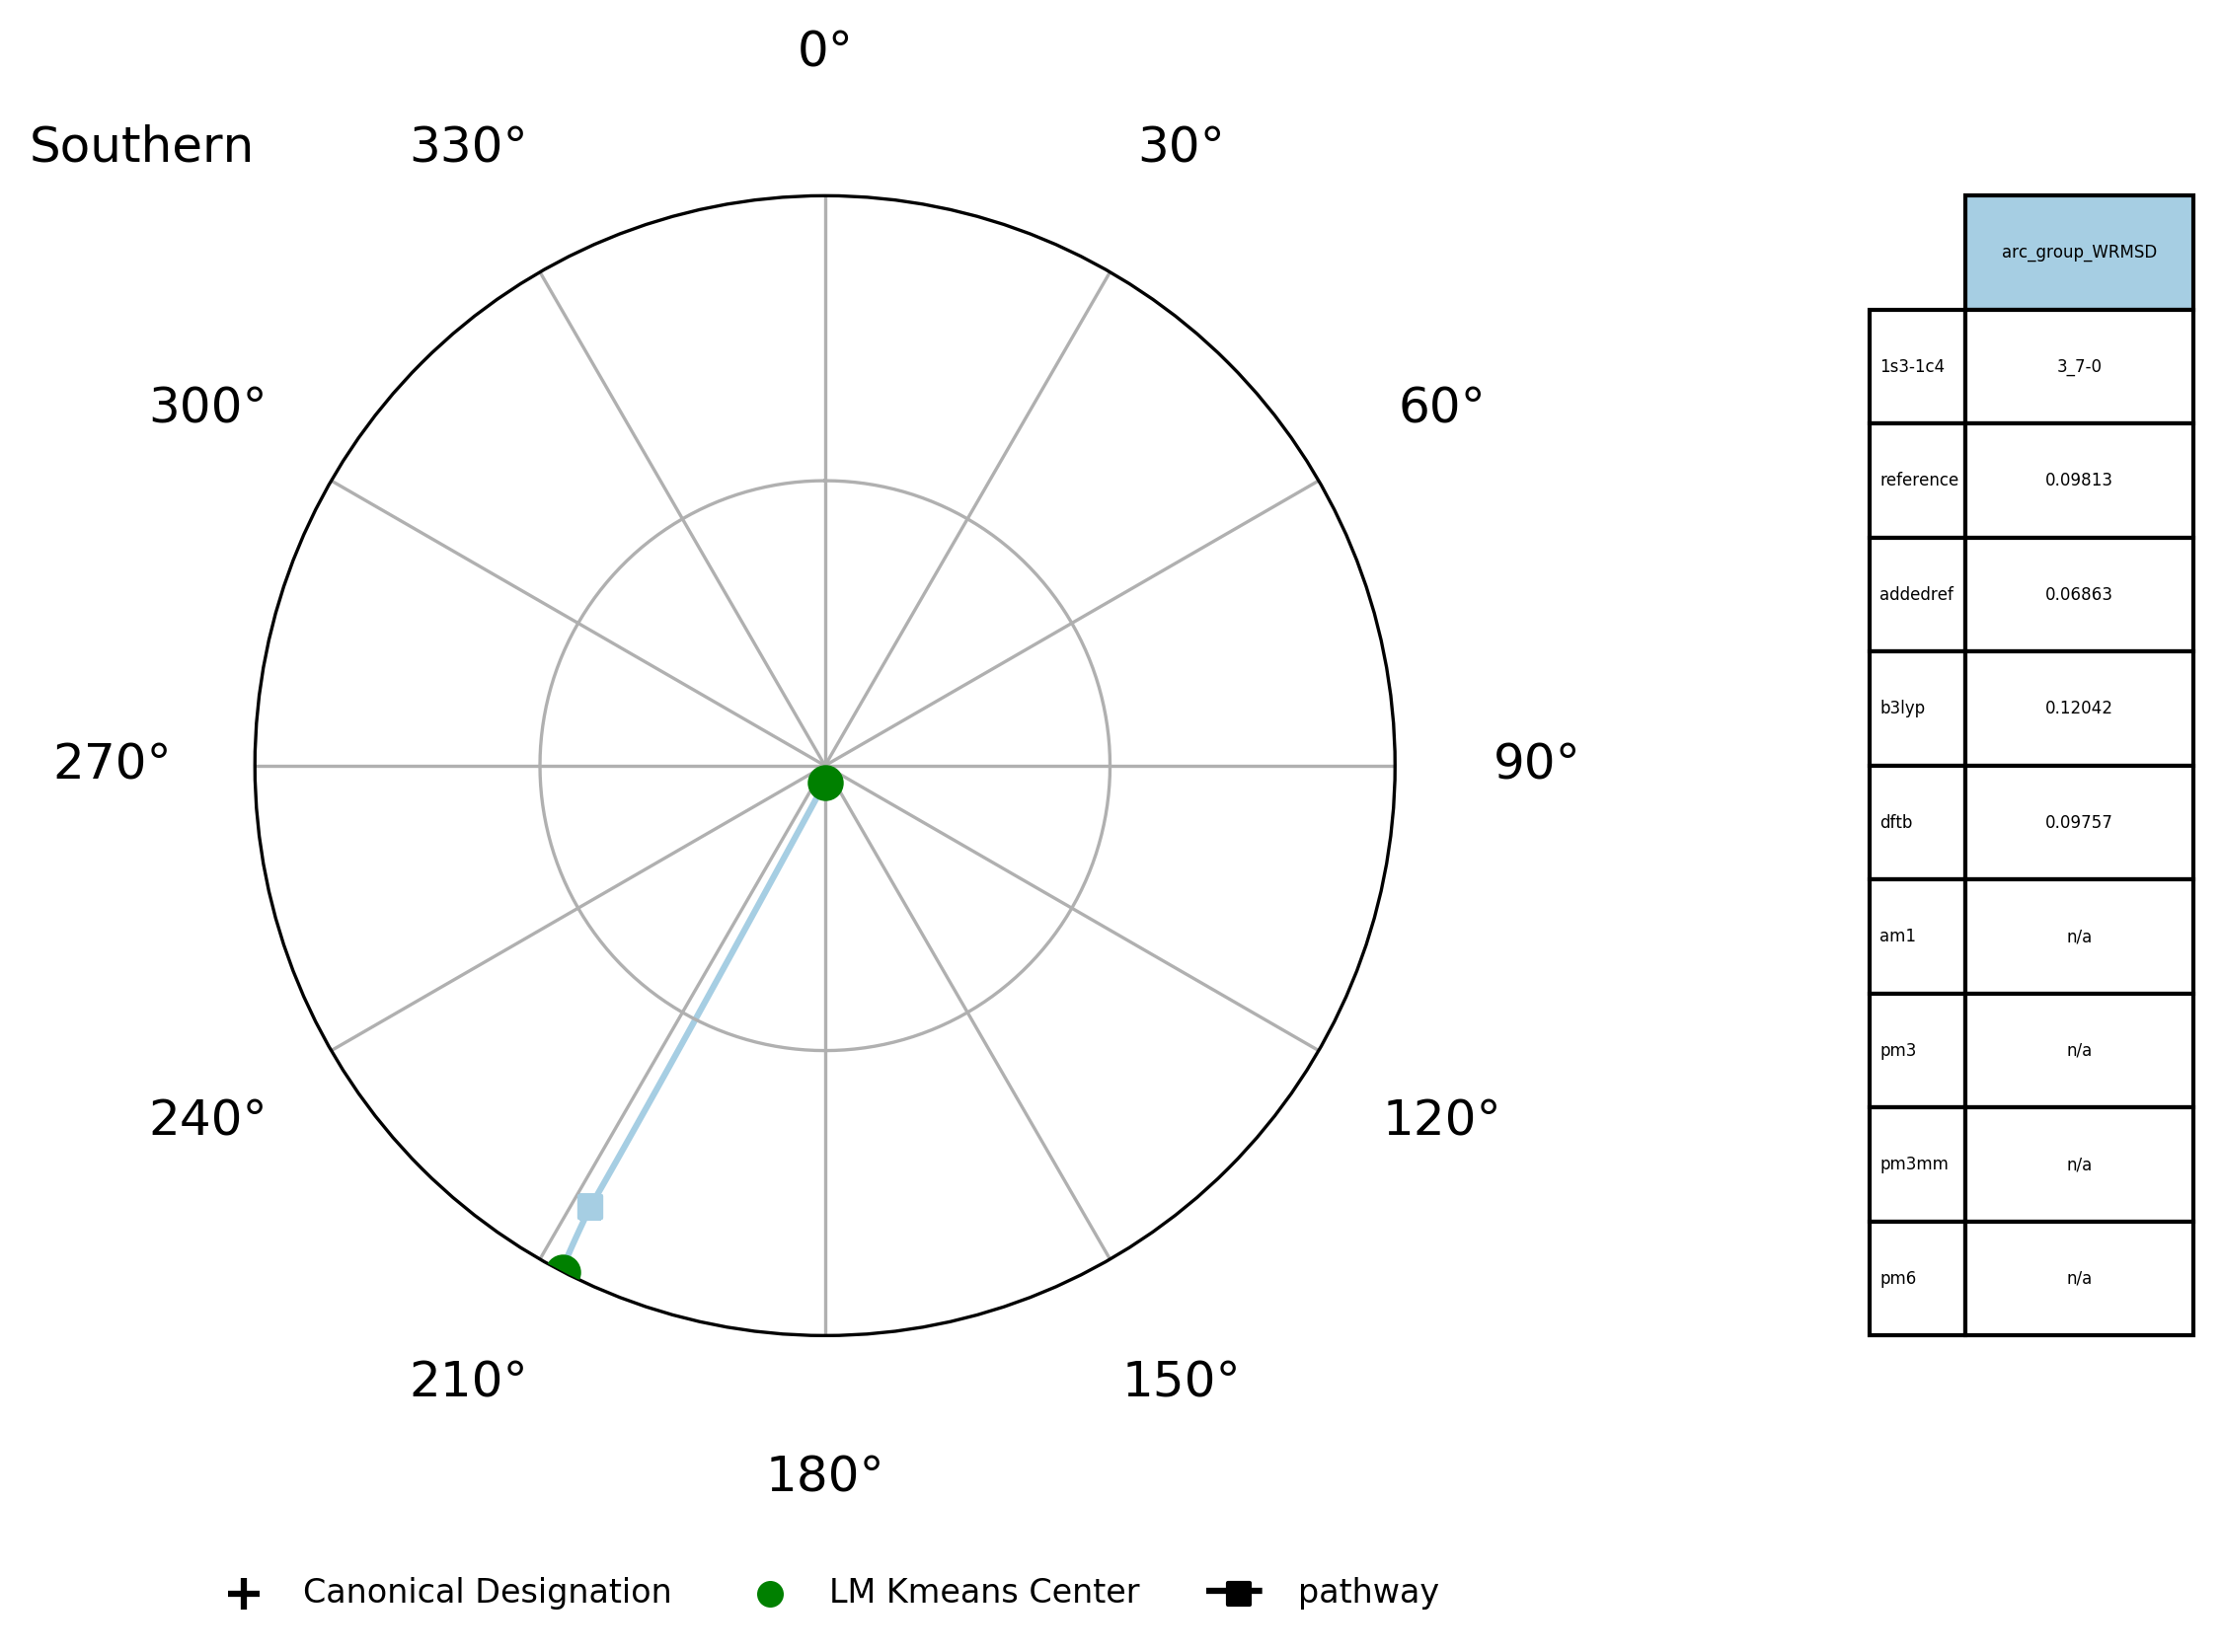 0°
Southern
330°
30°
300°
60°
270°
90°
240°
120°
210°
150°
180°
arc_group_WRMSD
1s3-1c4 3_7-0
reference 0.09813
addedref 0.06863
b3lyp 0.12042
dftb 0.09757
am1 n/a
pm3 n/a
pm3mm n/a
pm6 n/a
Canonical Designation LM Kmeans Center pathway